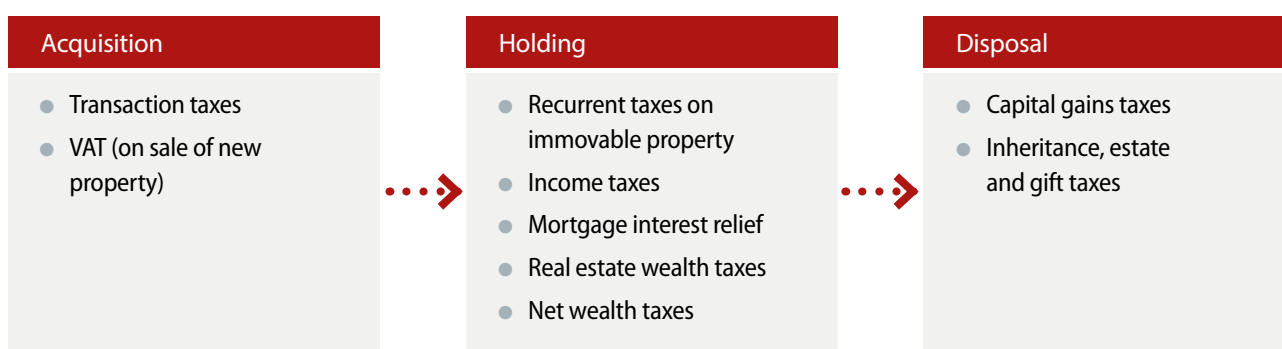 Acquisition
Transaction taxes
VAT (on sale of new
property)
Holding
Recurrent taxes on
immovable property
Income taxes
Mortgage interest relief
Real estate wealth taxes
Net wealth taxes
Disposal
Capital gains taxes
Inheritance, estate
and gift taxes